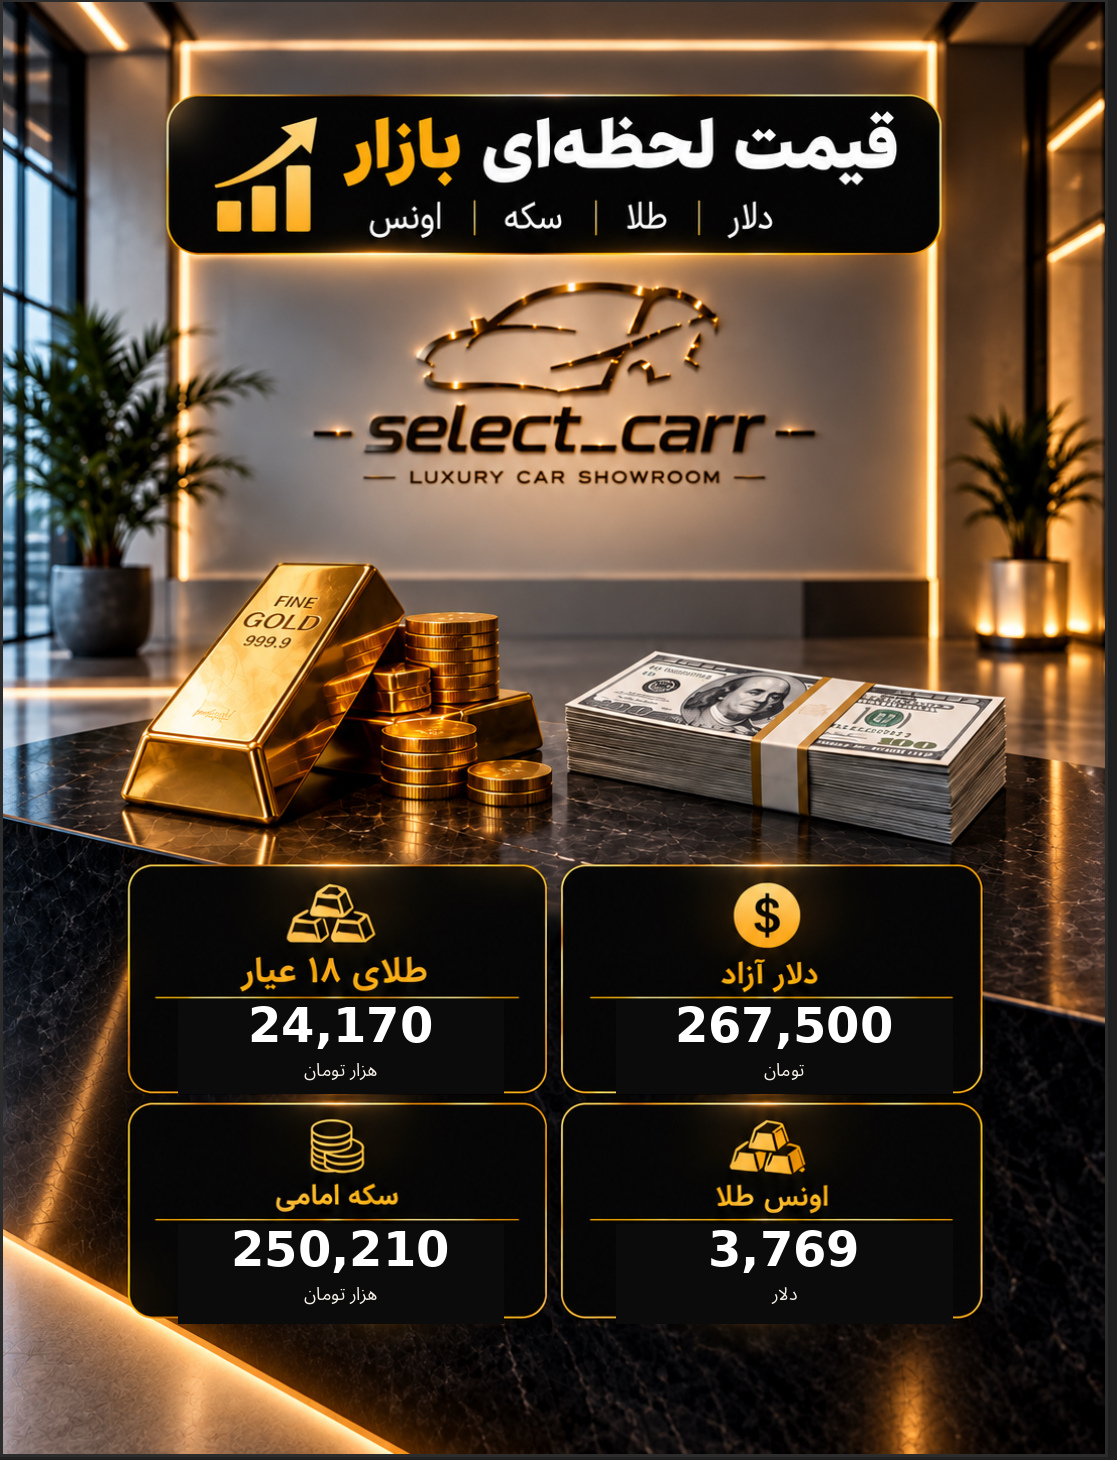 قیمت لحظه‌ای بازار
دلار | طلا | سکه | اونس
select_carr
LUXURY CAR SHOWROOM
FINE
GOLD
999.9
100
دلار آزاد
267,500
تومان
طلای ۱۸ عیار
24,170
هزار تومان
اونس طلا
3,769
دلار
سکه امامی
250,210
هزار تومان